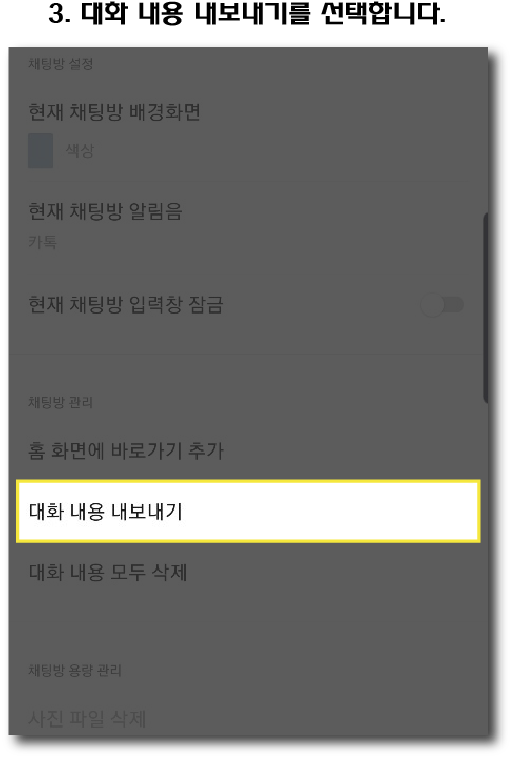 3. 대화 내용 내보내기를 선택합니다.
채팅방 설정
현재 채팅방 배경화면
색상
현재 채팅방 알림음
카톡
현재 채팅방 입력창 잠금
채팅방 관리
홈 화면에 바로가기 추가
대화 내용 내보내기
대화 내용 모두 삭제
채팅방 용량 관리
사진 파일 삭제